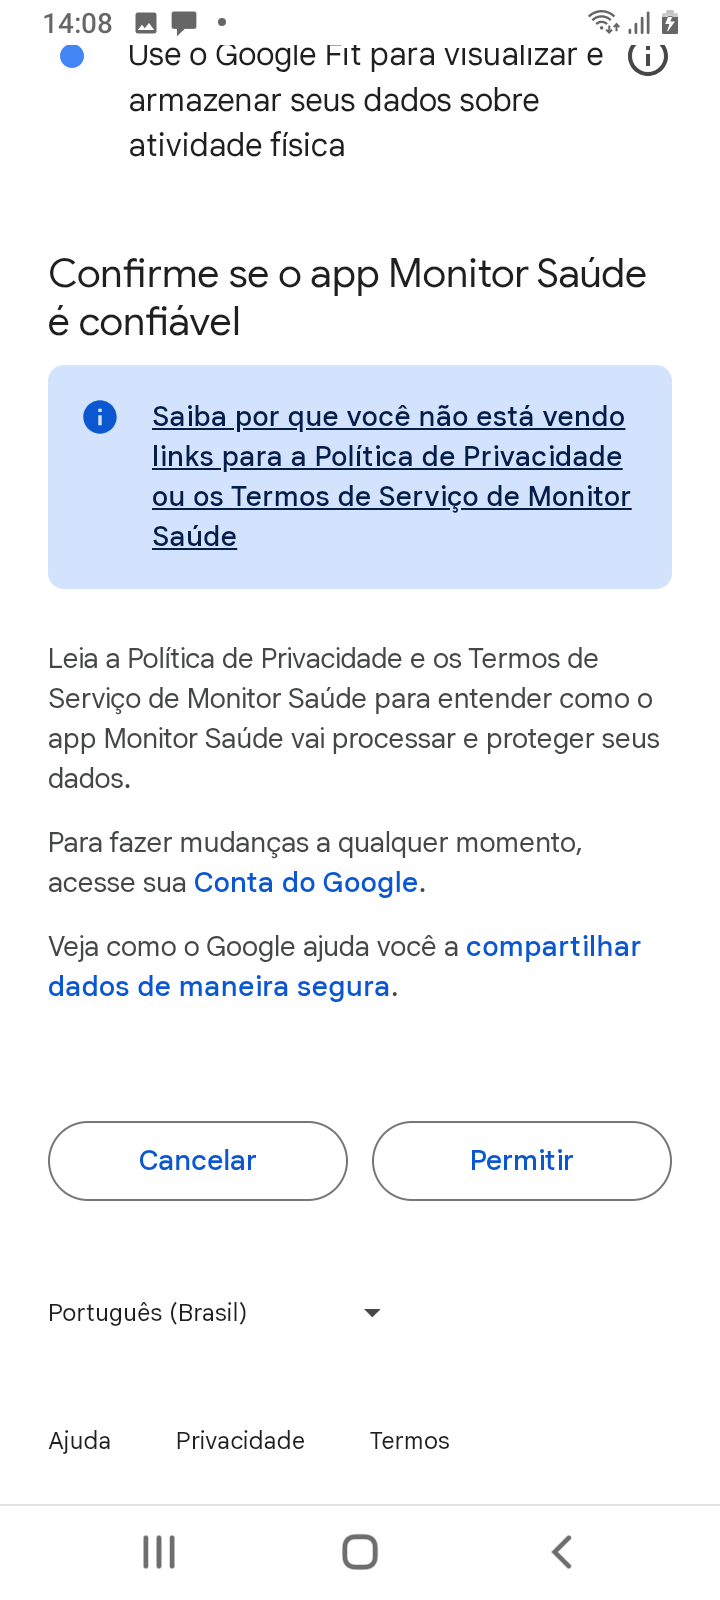 14:08
Use o Google Fit para visualizar e
armazenar seus dados sobre
atividade física
Confirme se o app Monitor Saúde
é confiável
Saiba por que você não está vendo
links para a Política de Privacidade
ou os Termos de Serviço de Monitor
Saúde
Leia a Política de Privacidade e os Termos de
Serviço de Monitor Saúde para entender como o
app Monitor Saúde vai processar e proteger seus
dados.
Para fazer mudanças a qualquer momento,
acesse sua Conta do Google.
Veja como o Google ajuda você a compartilhar
dados de maneira segura.
Cancelar Permitir
Português (Brasil)
Ajuda Privacidade Termos